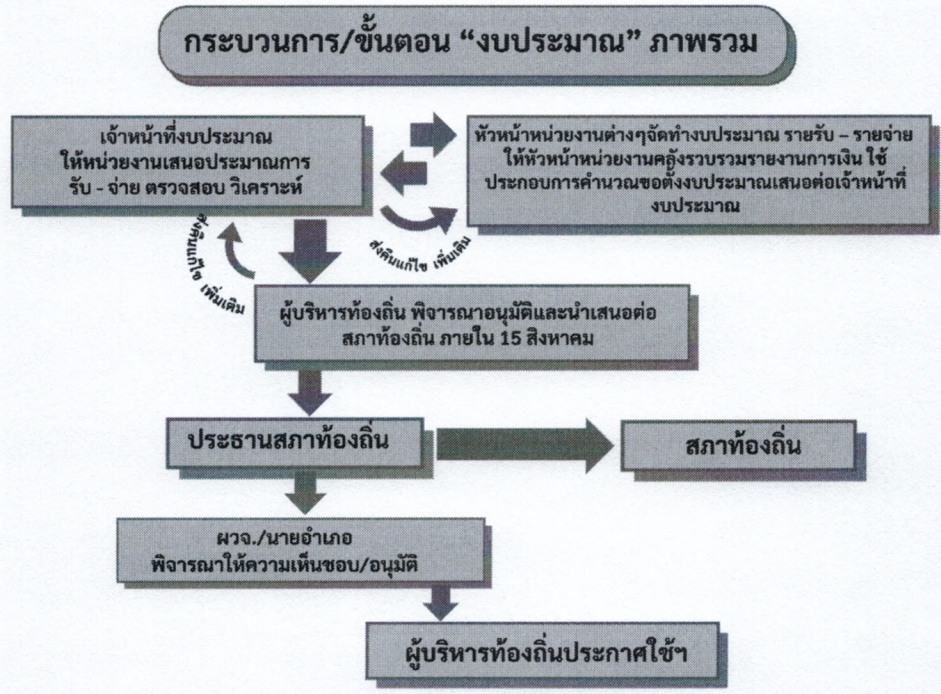 กระบวนการ/ขั้นตอน “งบประมาณ” ภาพรวม
เจ้าหน้าที่งบประมาณ
ให้หน่วยงานเสนอประมาณการ
รับ - จ่าย ตรวจสอบ วิเคราะห์
หัวหน้าหน่วยงานต่างๆจัดทำงบประมาณ รายรับ – รายจ่าย
ให้หัวหน้าหน่วยงานคลังรวบรวมรายงานการเงิน ใช้
ประกอบการคำนวณขอตั้งงบประมาณเสนอต่อเจ้าหน้าที่
งบประมาณ
ส่งคืนแก้ไข เพิ่มเติม
ส่งคืนแก้ไข เพิ่มเติม
ผู้บริหารท้องถิ่น พิจารณาอนุมัติและนำเสนอต่อ
สภาท้องถิ่น ภายใน 15 สิงหาคม
ประธานสภาท้องถิ่น
สภาท้องถิ่น
ผวจ./นายอำเภอ
พิจารณาให้ความเห็นชอบ/อนุมัติ
ผู้บริหารท้องถิ่นประกาศใช้ฯ